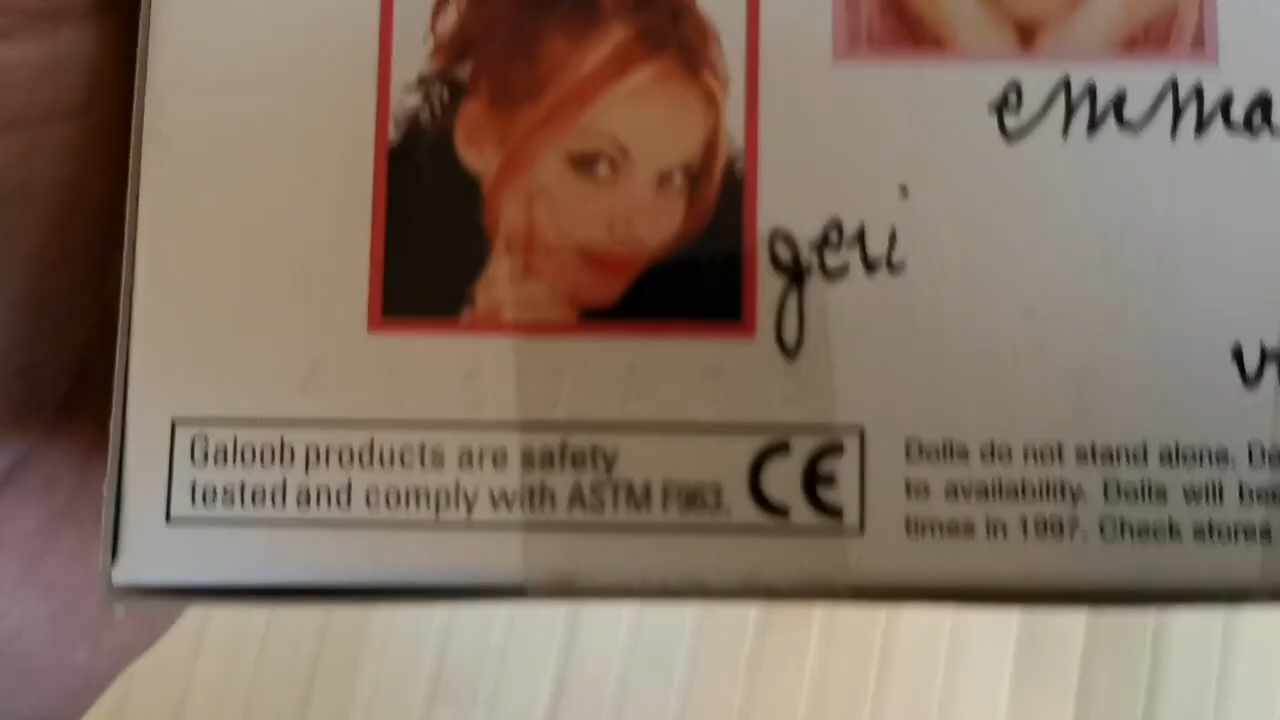 emma
geri
Galoob products are safety
tested and comply with ASTM F963.
CE
Dolls do not stand alone.
to availability. Dolls will
times in 1997. Check stores